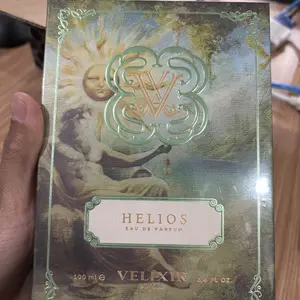 V
HELIOS
EAU DE PARFUM
100 ml ℮ VELIXIR 3.4 FL OZ